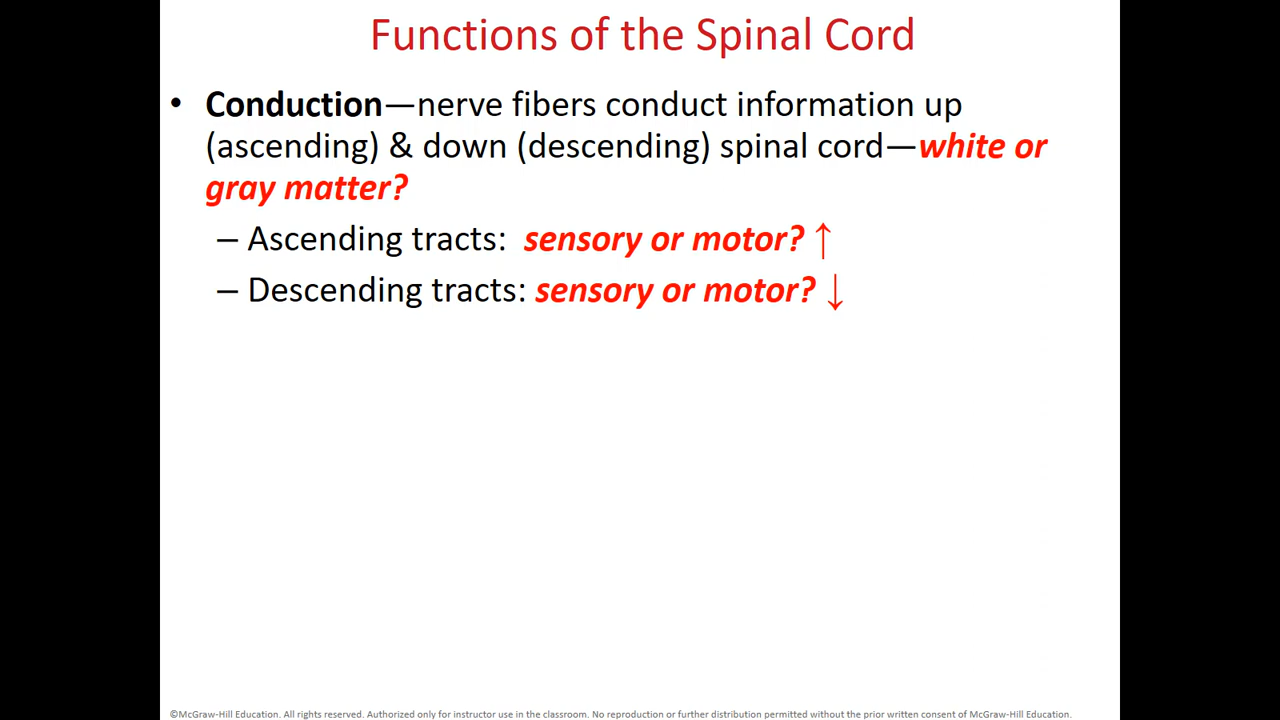 Functions of the Spinal Cord
• Conduction—nerve fibers conduct information up
(ascending) & down (descending) spinal cord—white or
gray matter?
– Ascending tracts: sensory or motor? ↑
– Descending tracts: sensory or motor? ↓
©McGraw-Hill Education. All rights reserved. Authorized only for instructor use in the classroom. No reproduction or further distribution permitted without the prior written consent of McGraw-Hill Education.